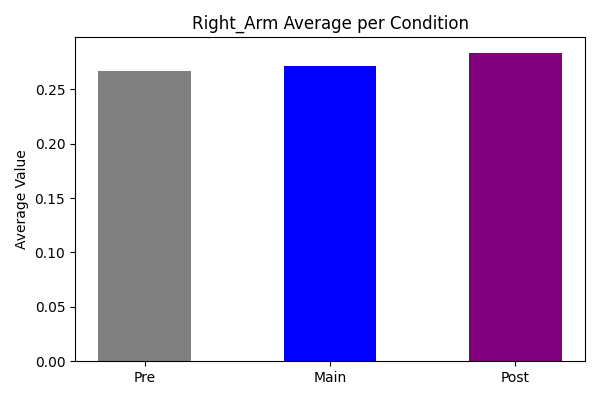 Right_Arm Average per Condition
Average Value
0.25
0.20
0.15
0.10
0.05
0.00
Pre
Main
Post